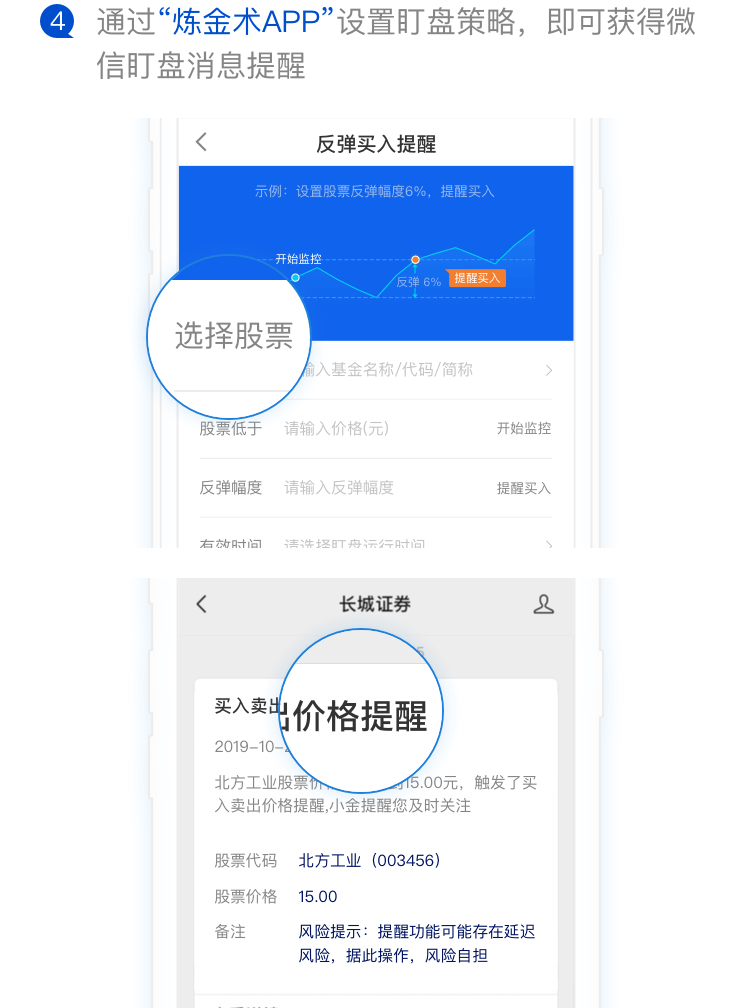 4 通过“炼金术APP”设置盯盘策略，即可获得微
信盯盘消息提醒
反弹买入提醒
示例：设置股票反弹幅度6%，提醒买入
开始监控
反弹 6% 提醒买入
选择股票
输入基金名称/代码/简称
股票低于 请输入价格(元) 开始监控
反弹幅度 请输入反弹幅度 提醒买入
有效时间 请选择盯盘运行时间
长城证券
买入卖出价格提醒
2019-10-2
北方工业股票价 15.00元，触发了买
入卖出价格提醒,小金提醒您及时关注
股票代码 北方工业（003456）
股票价格 15.00
备注 风险提示：提醒功能可能存在延迟
风险，据此操作，风险自担